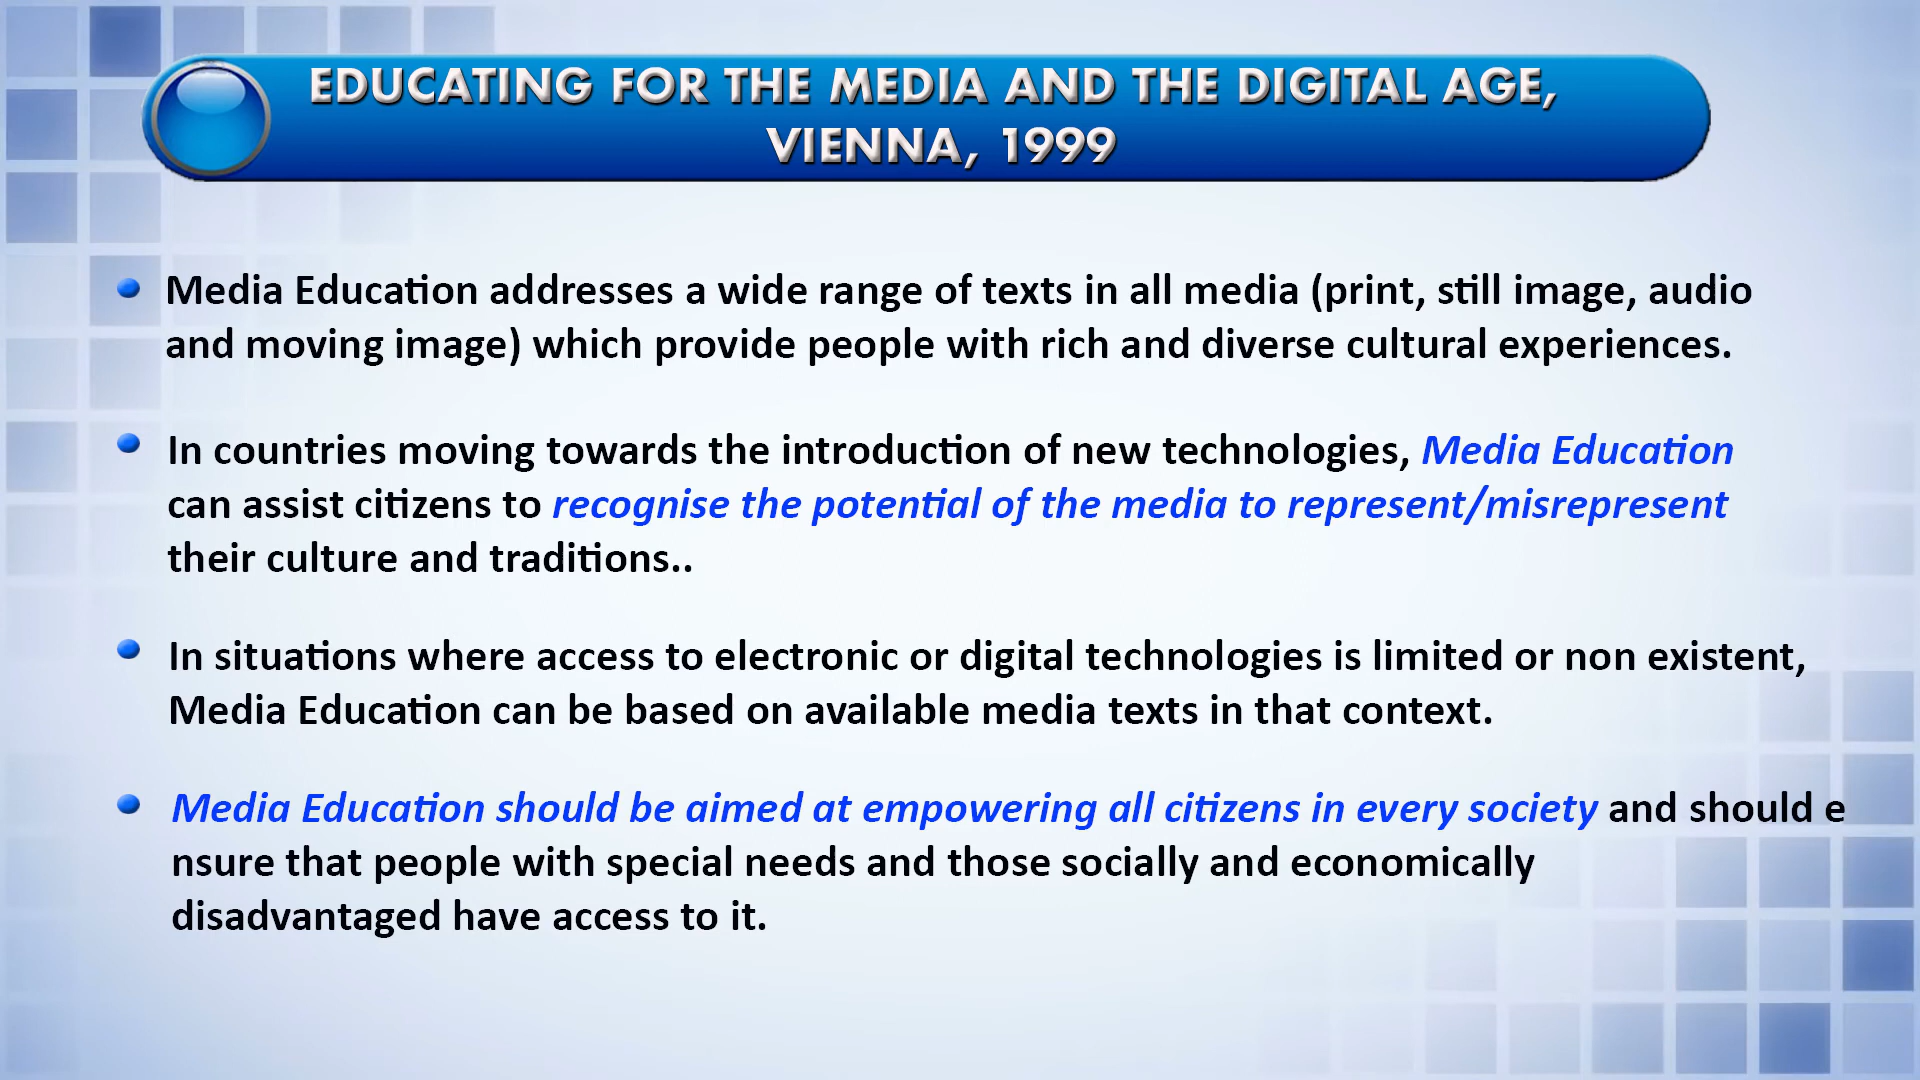 EDUCATING FOR THE MEDIA AND THE DIGITAL AGE,
VIENNA, 1999
Media Education addresses a wide range of texts in all media (print, still image, audio
and moving image) which provide people with rich and diverse cultural experiences.
In countries moving towards the introduction of new technologies, Media Education
can assist citizens to recognise the potential of the media to represent/misrepresent
their culture and traditions..
In situations where access to electronic or digital technologies is limited or non existent,
Media Education can be based on available media texts in that context.
Media Education should be aimed at empowering all citizens in every society and should e
nsure that people with special needs and those socially and economically
disadvantaged have access to it.